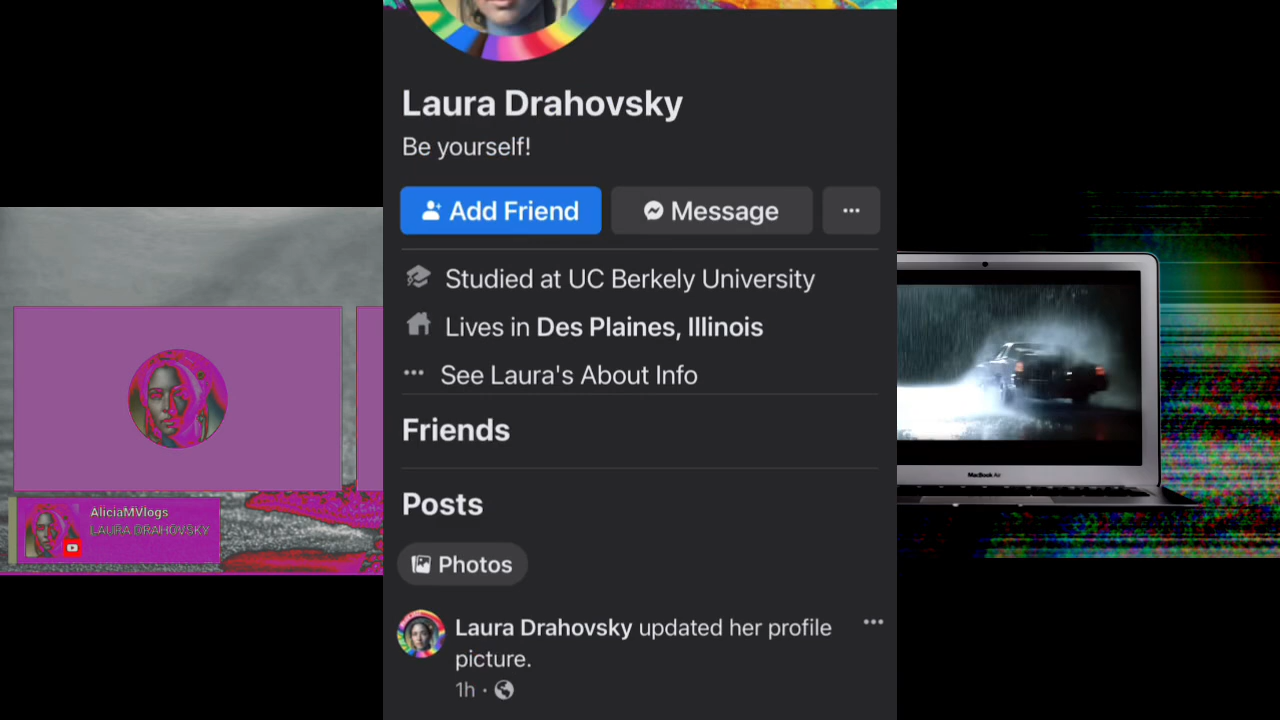 Laura Drahovsky
Be yourself!
Add Friend
Message
Studied at UC Berkely University
Lives in Des Plaines, Illinois
See Laura's About Info
Friends
Posts
Photos
Laura Drahovsky updated her profile
picture.
1h
AliciaMVlogs
LAURA DRAHOVSKY
MacBook Air